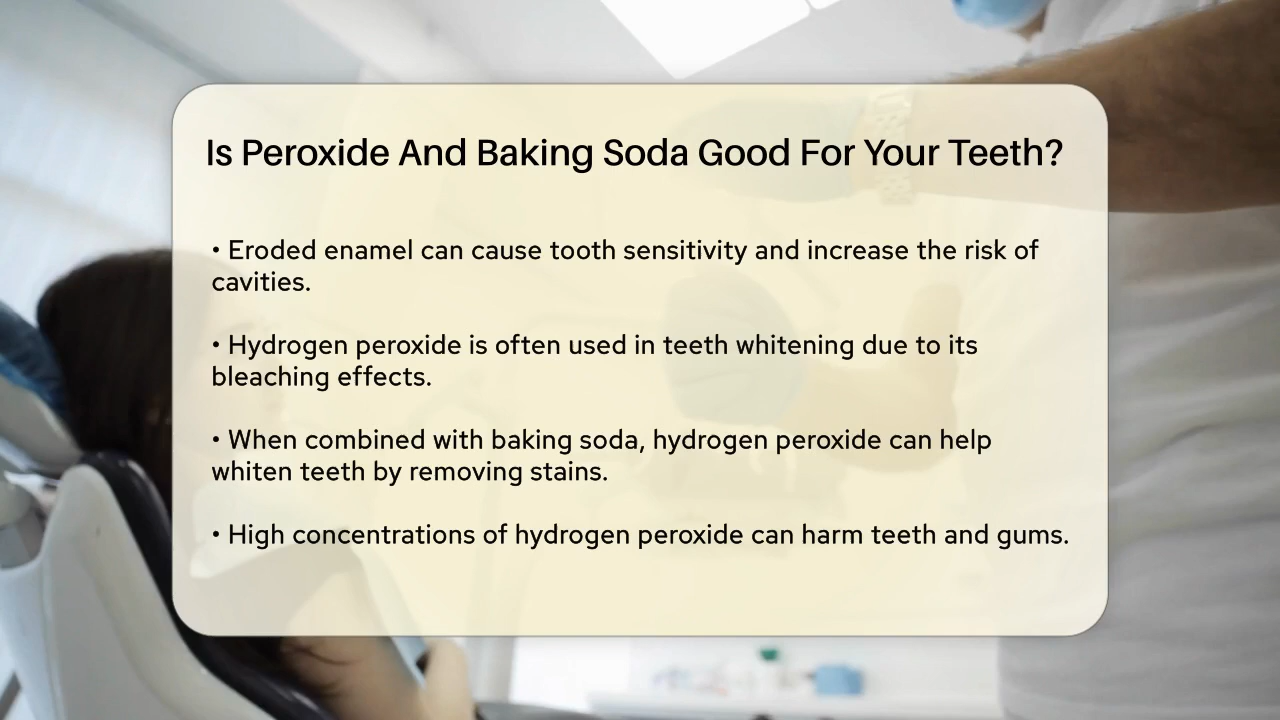 Is Peroxide And Baking Soda Good For Your Teeth?
• Eroded enamel can cause tooth sensitivity and increase the risk of
cavities.
• Hydrogen peroxide is often used in teeth whitening due to its
bleaching effects.
• When combined with baking soda, hydrogen peroxide can help
whiten teeth by removing stains.
• High concentrations of hydrogen peroxide can harm teeth and gums.